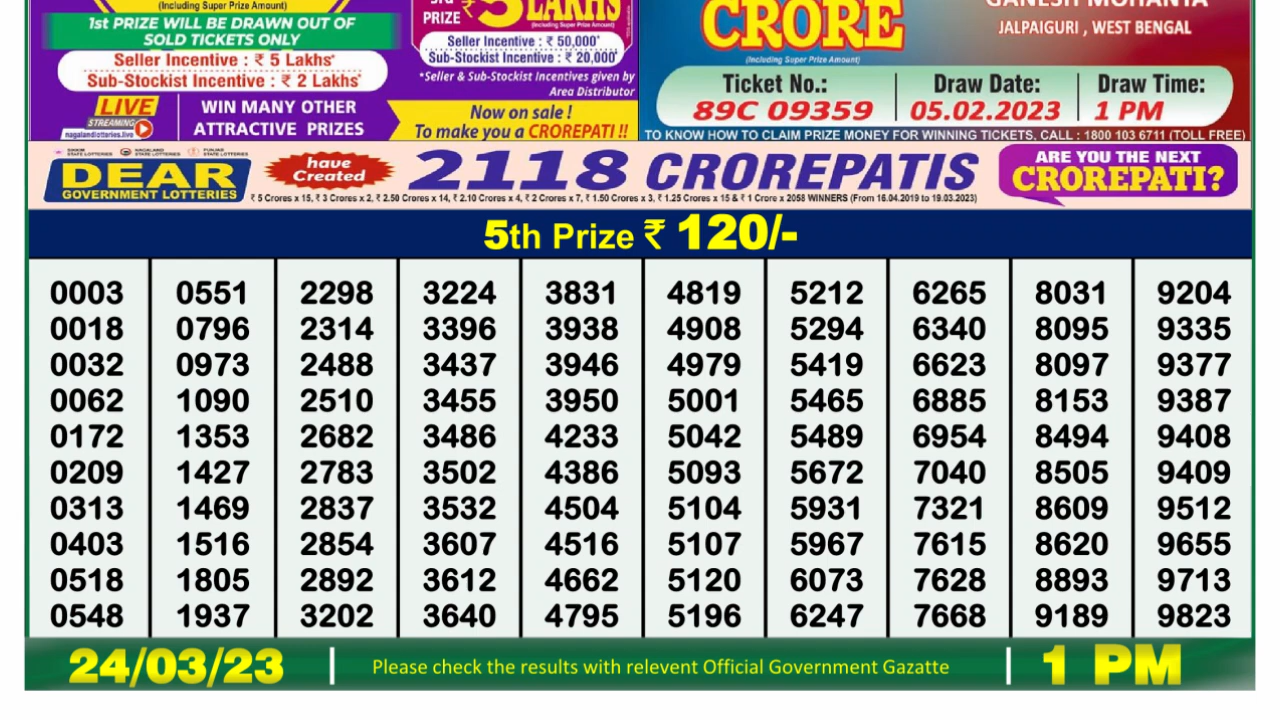 (Including Super Prize Amount)
1st PRIZE WILL BE DRAWN OUT OF
SOLD TICKETS ONLY
Seller Incentive : ₹ 5 Lakhs*
Sub-Stockist Incentive : ₹ 2 Lakhs*
LIVE
STREAMING
nagalandlotteries.live
WIN MANY OTHER
ATTRACTIVE PRIZES
PRIZE ₹ 5 LAKHS
(Including Super Prize Amount)
Seller Incentive : ₹ 50,000*
Sub-Stockist Incentive : ₹ 20,000*
*Seller & Sub-Stockist Incentives given by
Area Distributor
Now on sale !
To make you a CROREPATI !!
CRORE
(Including Super Prize Amount)
GANESH MOHANTA
JALPAIGURI , WEST BENGAL
Ticket No.: Draw Date: Draw Time:
89C 09359 05.02.2023 1 PM
TO KNOW HOW TO CLAIM PRIZE MONEY FOR WINNING TICKETS, CALL : 1800 103 6711 (TOLL FREE)
SIKKIM STATE LOTTERIES NAGALAND STATE LOTTERIES PUNJAB STATE LOTTERIES
DEAR
GOVERNMENT LOTTERIES
have
Created
2118 CROREPATIS
₹ 5 Crores x 15, ₹ 3 Crores x 2, ₹ 2.50 Crores x 14, ₹ 2.10 Crores x 4, ₹ 2 Crores x 7, ₹ 1.50 Crores x 3, ₹ 1.25 Crores x 15 & ₹ 1 Crore x 2058 WINNERS (From 16.04.2019 to 19.03.2023)
ARE YOU THE NEXT
CROREPATI?
5th Prize ₹ 120/-
0003 0551 2298 3224 3831 4819 5212 6265 8031 9204
0018 0796 2314 3396 3938 4908 5294 6340 8095 9335
0032 0973 2488 3437 3946 4979 5419 6623 8097 9377
0062 1090 2510 3455 3950 5001 5465 6885 8153 9387
0172 1353 2682 3486 4233 5042 5489 6954 8494 9408
0209 1427 2783 3502 4386 5093 5672 7040 8505 9409
0313 1469 2837 3532 4504 5104 5931 7321 8609 9512
0403 1516 2854 3607 4516 5107 5967 7615 8620 9655
0518 1805 2892 3612 4662 5120 6073 7628 8893 9713
0548 1937 3202 3640 4795 5196 6247 7668 9189 9823
24/03/23 Please check the results with relevent Official Government Gazatte 1 PM